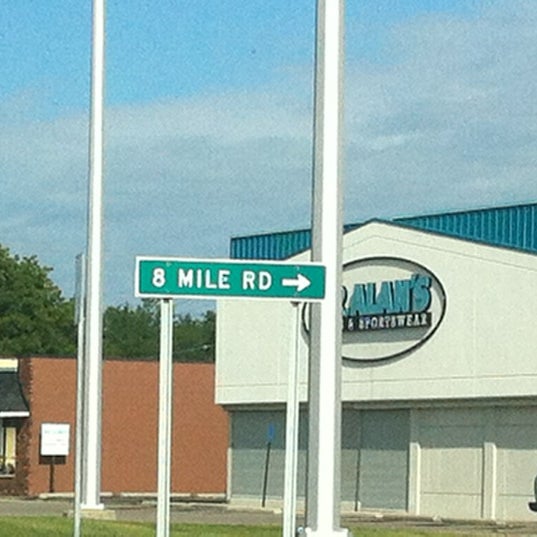 8 MILE RD →
ALAN'S
& SPORTSWEAR